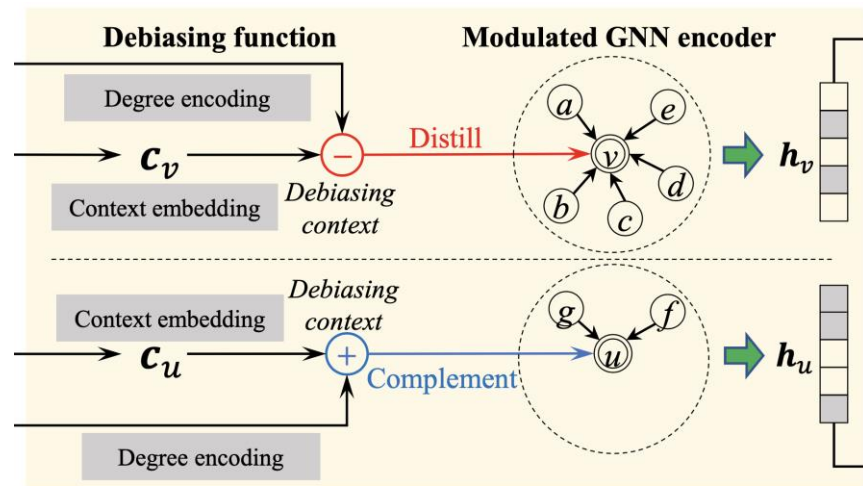 Debiasing function
Modulated GNN encoder
Degree encoding
a
e
c_v
−
Distill
v
h_v
Context embedding
Debiasing
context
d
b
c
Debiasing
context
Context embedding
g
f
c_u
+
Complement
u
h_u
Degree encoding